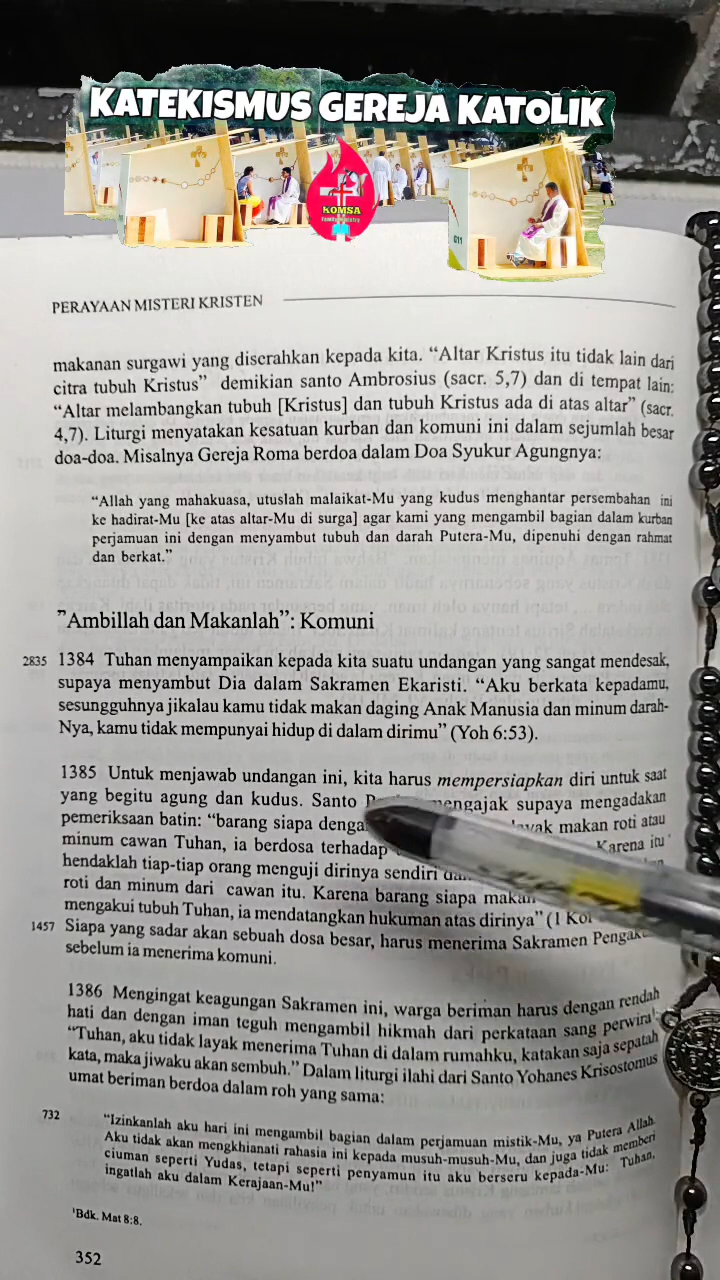 KATEKISMUS GEREJA KATOLIK
KOMSA
011
PERAYAAN MISTERI KRISTEN
makanan surgawi yang diserahkan kepada kita. “Altar Kristus itu tidak lain dari
citra tubuh Kristus” demikian santo Ambrosius (sacr. 5,7) dan di tempat lain:
“Altar melambangkan tubuh [Kristus] dan tubuh Kristus ada di atas altar” (sacr.
4,7). Liturgi menyatakan kesatuan kurban dan komuni ini dalam sejumlah besar
doa-doa. Misalnya Gereja Roma berdoa dalam Doa Syukur Agungnya:
“Allah yang mahakuasa, utuslah malaikat-Mu yang kudus menghantar persembahan ini
ke hadirat-Mu [ke atas altar-Mu di surga] agar kami yang mengambil bagian dalam kurban
perjamuan ini dengan menyambut tubuh dan darah Putera-Mu, dipenuhi dengan rahmat
dan berkat.”
”Ambillah dan Makanlah”: Komuni
2835 1384 Tuhan menyampaikan kepada kita suatu undangan yang sangat mendesak,
supaya menyambut Dia dalam Sakramen Ekaristi. “Aku berkata kepadamu,
sesungguhnya jikalau kamu tidak makan daging Anak Manusia dan minum darah-
Nya, kamu tidak mempunyai hidup di dalam dirimu” (Yoh 6:53).
1385 Untuk menjawab undangan ini, kita harus mempersiapkan diri untuk saat
yang begitu agung dan kudus. Santo mengajak supaya mengadakan
pemeriksaan batin: “barang siapa makan roti atau
minum cawan Tuhan, ia berdosa terhadap Karena itu
hendaklah tiap-tiap orang menguji dirinya sendiri
roti dan minum dari cawan itu. Karena barang siapa
mengakui tubuh Tuhan, ia mendatangkan hukuman atas dirinya” (1
1457 Siapa yang sadar akan sebuah dosa besar, harus menerima Sakramen
sebelum ia menerima komuni.
1386 Mengingat keagungan Sakramen ini, warga beriman harus dengan rendah
hati dan dengan iman teguh mengambil hikmah dari perkataan sang perwira¹:
“Tuhan, aku tidak layak menerima Tuhan di dalam rumahku, katakan saja sepatah
kata, maka jiwaku akan sembuh.” Dalam liturgi ilahi dari Santo Yohanes Krisostomus
umat beriman berdoa dalam roh yang sama:
732 “Izinkanlah aku hari ini mengambil bagian dalam perjamuan mistik-Mu, ya Putera Allah.
Aku tidak akan mengkhianati rahasia ini kepada musuh-musuh-Mu, dan juga tidak memberi
ciuman seperti Yudas, tetapi seperti penyamun itu aku berseru kepada-Mu: Tuhan,
ingatlah aku dalam Kerajaan-Mu!”
¹Bdk. Mat 8:8.
352